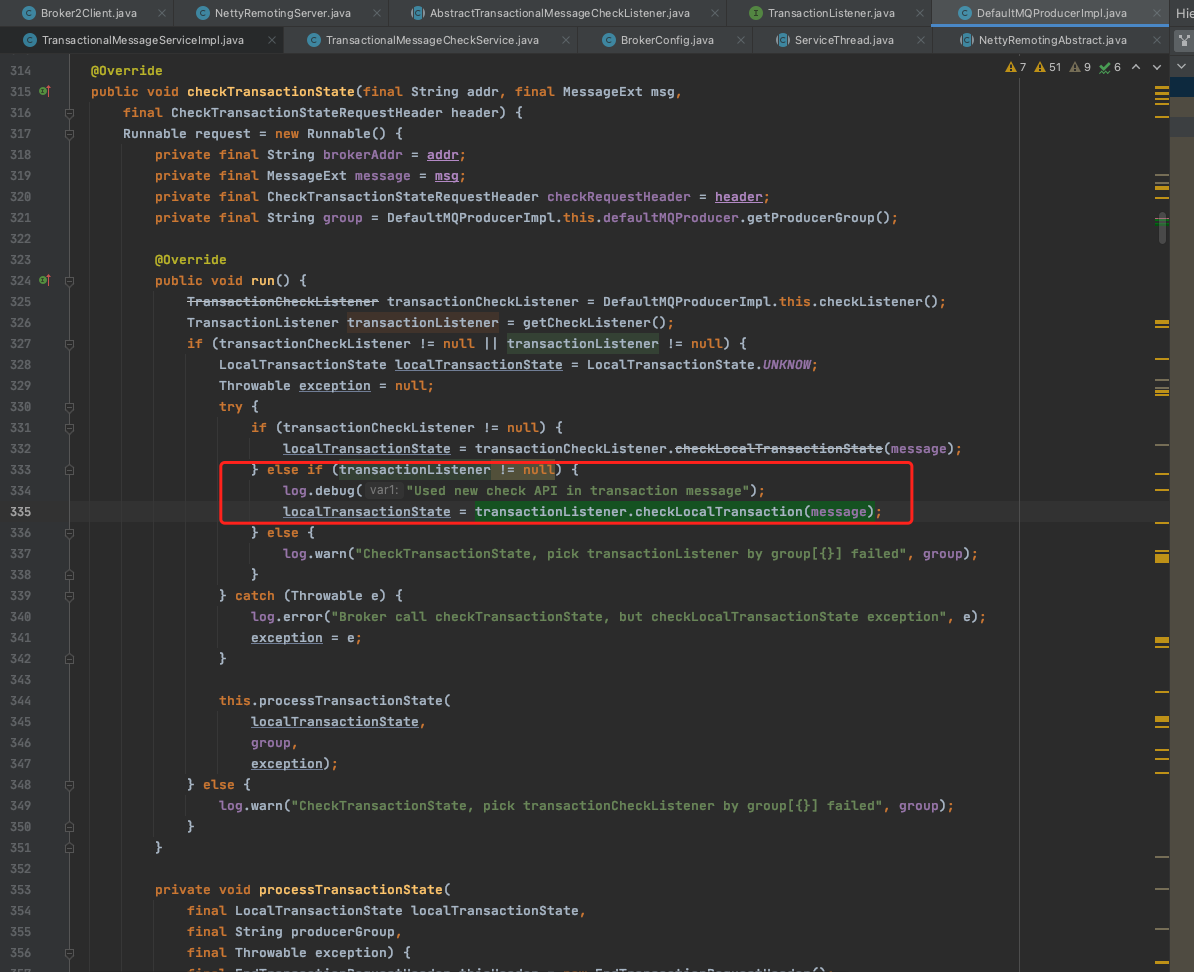 Broker2Client.java NettyRemotingServer.java AbstractTransactionalMessageCheckListener.java TransactionListener.java DefaultMQProducerImpl.java Hie
TransactionalMessageServiceImpl.java TransactionalMessageCheckService.java BrokerConfig.java ServiceThread.java NettyRemotingAbstract.java
7 51 9 6
314 @Override
315 public void checkTransactionState(final String addr, final MessageExt msg,
316 final CheckTransactionStateRequestHeader header) {
317 Runnable request = new Runnable() {
318 private final String brokerAddr = addr;
319 private final MessageExt message = msg;
320 private final CheckTransactionStateRequestHeader checkRequestHeader = header;
321 private final String group = DefaultMQProducerImpl.this.defaultMQProducer.getProducerGroup();
322
323 @Override
324 public void run() {
325 TransactionCheckListener transactionCheckListener = DefaultMQProducerImpl.this.checkListener();
326 TransactionListener transactionListener = getCheckListener();
327 if (transactionCheckListener != null || transactionListener != null) {
328 LocalTransactionState localTransactionState = LocalTransactionState.UNKNOW;
329 Throwable exception = null;
330 try {
331 if (transactionCheckListener != null) {
332 localTransactionState = transactionCheckListener.checkLocalTransactionState(message);
333 } else if (transactionListener != null) {
334 log.debug( var1: "Used new check API in transaction message");
335 localTransactionState = transactionListener.checkLocalTransaction(message);
336 } else {
337 log.warn("CheckTransactionState, pick transactionListener by group[{}] failed", group);
338 }
339 } catch (Throwable e) {
340 log.error("Broker call checkTransactionState, but checkLocalTransactionState exception", e);
341 exception = e;
342 }
343
344 this.processTransactionState(
345 localTransactionState,
346 group,
347 exception);
348 } else {
349 log.warn("CheckTransactionState, pick transactionCheckListener by group[{}] failed", group);
350 }
351 }
352
353 private void processTransactionState(
354 final LocalTransactionState localTransactionState,
355 final String producerGroup,
356 final Throwable exception) {